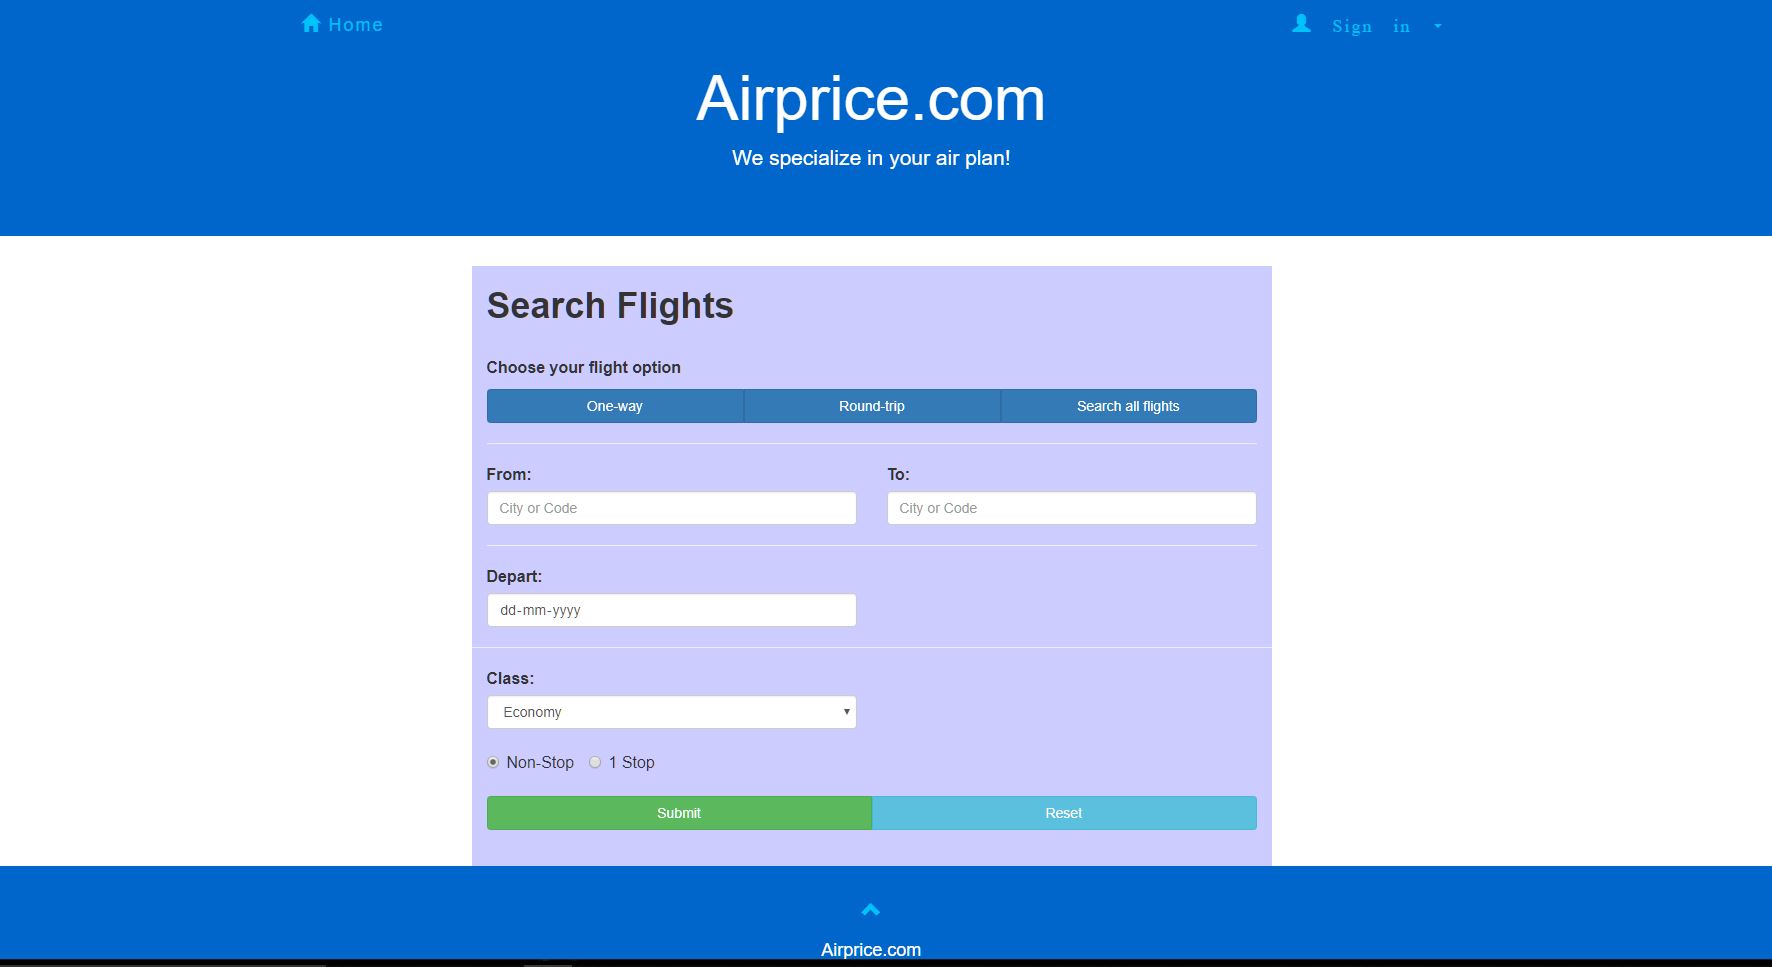 Home
Sign in
Airprice.com
We specialize in your air plan!
Search Flights
Choose your flight option
One-way Round-trip Search all flights
From: To:
City or Code City or Code
Depart:
dd-mm-yyyy
Class:
Economy
Non-Stop 1 Stop
Submit Reset
Airprice.com